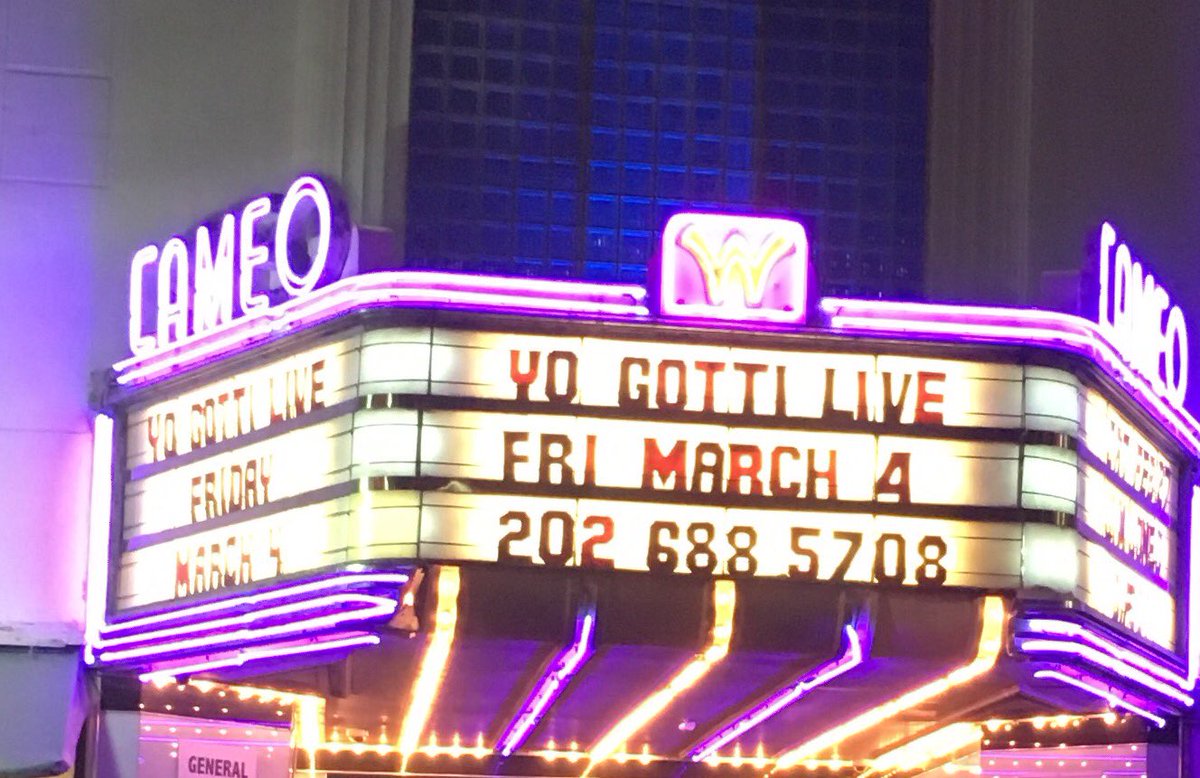 CAMEO
W
CAMEO
YO GOTTI LIVE
FRIDAY
MARCH 4
YO GOTTI LIVE
FRI MARCH 4
202 688 5708
GENERAL